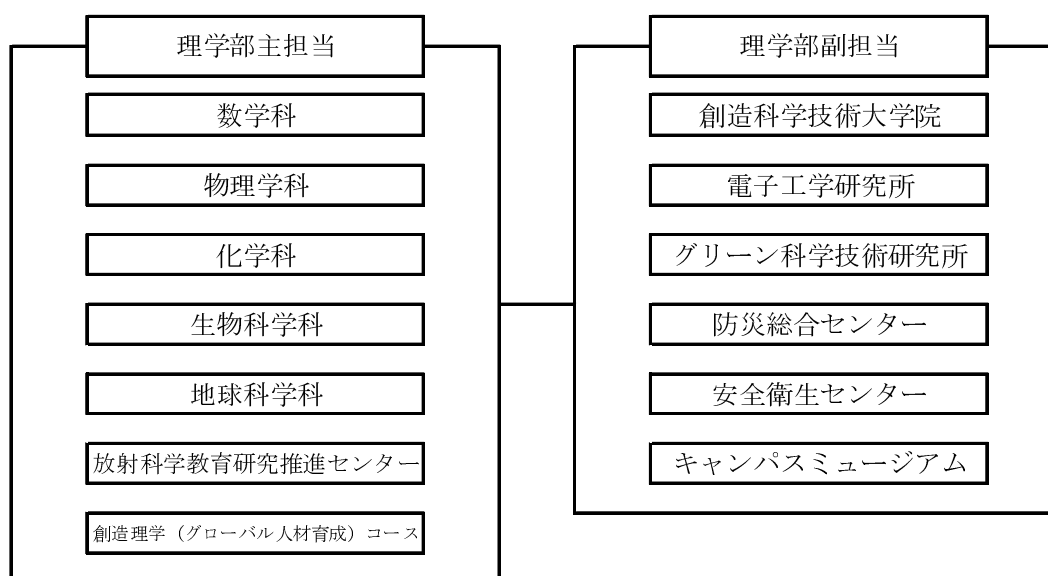 理学部主担当
数学科
物理学科
化学科
生物科学科
地球科学科
放射科学教育研究推進センター
創造理学（グローバル人材育成）コース
理学部副担当
創造科学技術大学院
電子工学研究所
グリーン科学技術研究所
防災総合センター
安全衛生センター
キャンパスミュージアム